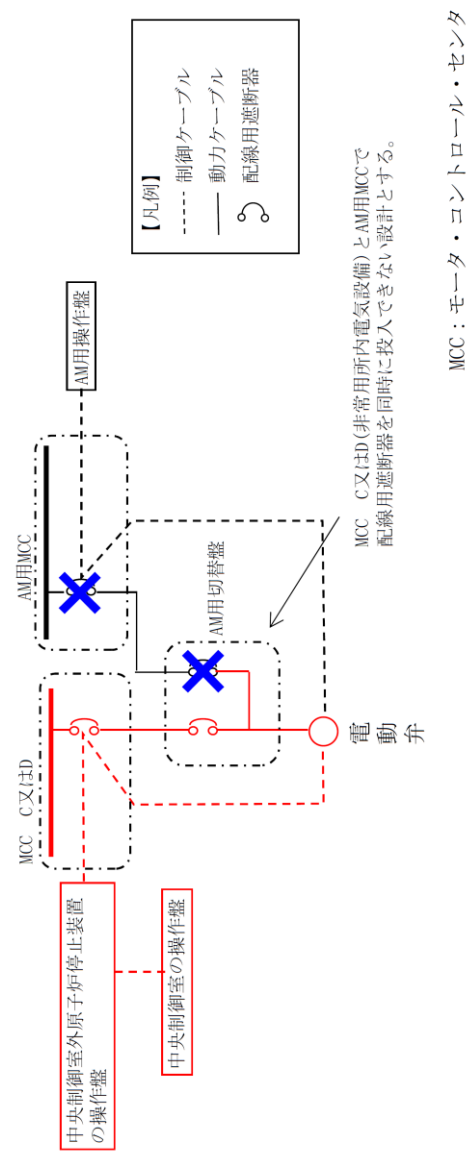 中央制御室外原子炉停止装置
の操作盤
中央制御室の操作盤
MCC C又はD
AM用MCC
AM用操作盤
AM用切替盤
電動弁
MCC C又はD(非常用所内電気設備)とAM用MCCで
配線用遮断器を同時に投入できない設計とする。
【凡例】
制御ケーブル
動力ケーブル
配線用遮断器
MCC：モータ・コントロール・センタ